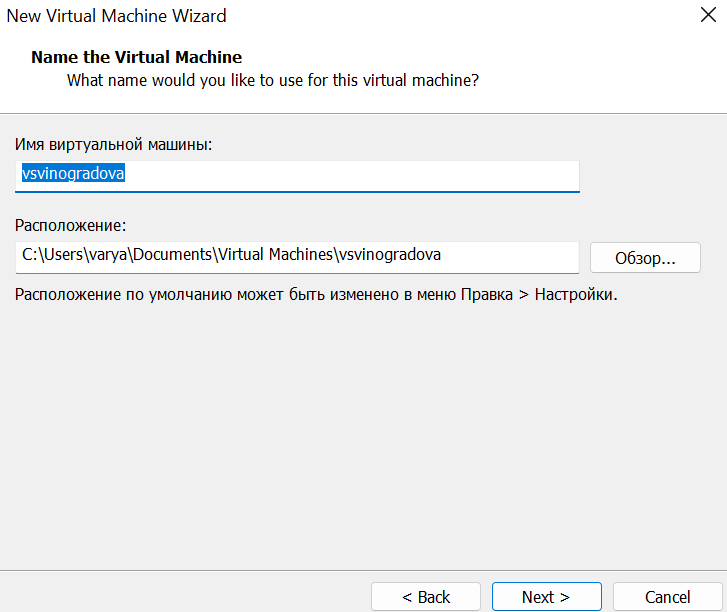 New Virtual Machine Wizard
Name the Virtual Machine
What name would you like to use for this virtual machine?
Имя виртуальной машины:
vsvinogradova
Расположение:
C:\Users\varya\Documents\Virtual Machines\vsvinogradova
Обзор...
Расположение по умолчанию может быть изменено в меню Правка > Настройки.
< Back
Next >
Cancel